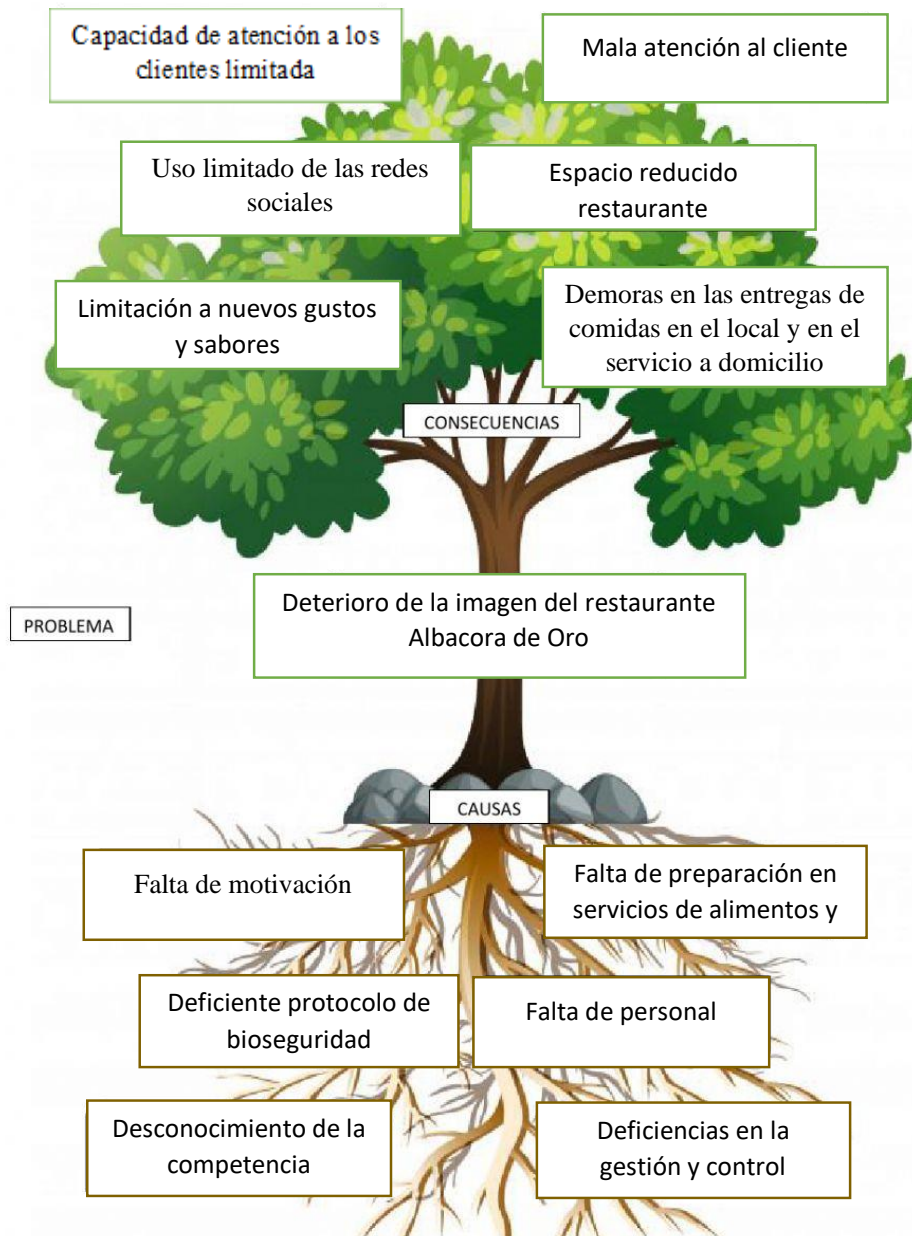 Capacidad de atención a los
clientes limitada
Mala atención al cliente
Uso limitado de las redes
sociales
Espacio reducido
restaurante
Limitación a nuevos gustos
y sabores
Demoras en las entregas de
comidas en el local y en el
servicio a domicilio
CONSECUENCIAS
Deterioro de la imagen del restaurante
Albacora de Oro
PROBLEMA
CAUSAS
Falta de motivación
Falta de preparación en
servicios de alimentos y
Deficiente protocolo de
bioseguridad
Falta de personal
Desconocimiento de la
competencia
Deficiencias en la
gestión y control